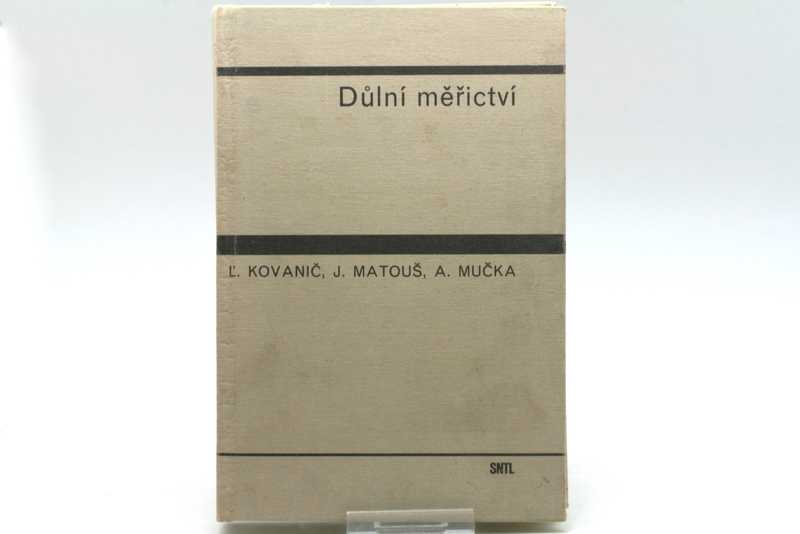 Důlní měřictví
Ľ. KOVANIČ, J. MATOUŠ, A. MUČKA
SNTL